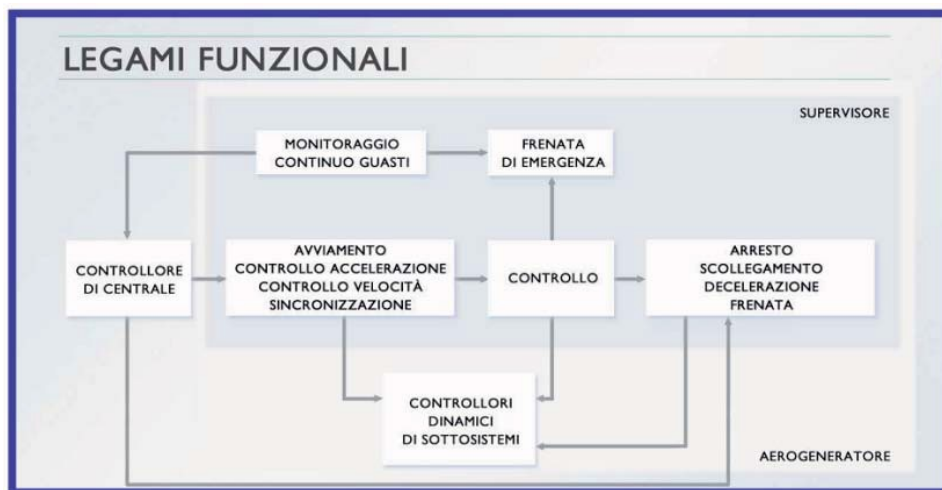 LEGAMI FUNZIONALI
SUPERVISORE
MONITORAGGIO
CONTINUO GUASTI
FRENATA
DI EMERGENZA
CONTROLLORE
DI CENTRALE
AVVIAMENTO
CONTROLLO ACCELERAZIONE
CONTROLLO VELOCITÀ
SINCRONIZZAZIONE
CONTROLLO
ARRESTO
SCOLLEGAMENTO
DECELERAZIONE
FRENATA
CONTROLLORI
DINAMICI
DI SOTTOSISTEMI
AEROGENERATORE